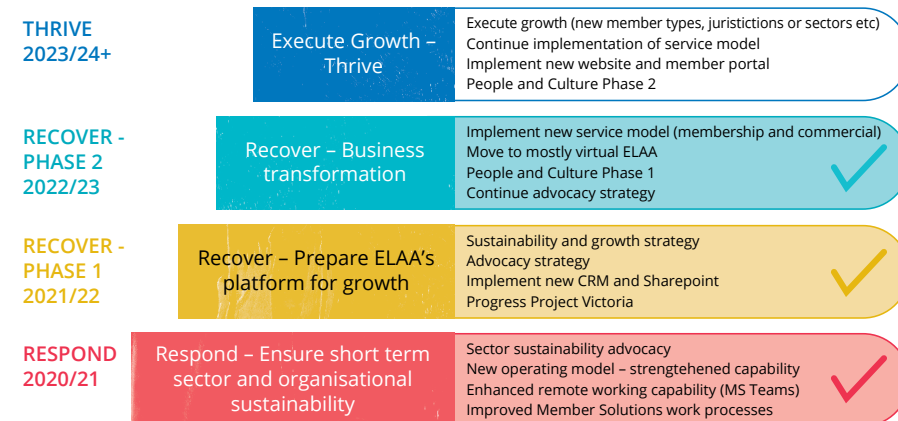 THRIVE
2023/24+
Execute Growth –
Thrive
Execute growth (new member types, juristictions or sectors etc)
Continue implementation of service model
Implement new website and member portal
People and Culture Phase 2
RECOVER -
PHASE 2
2022/23
Recover – Business
transformation
Implement new service model (membership and commercial)
Move to mostly virtual ELAA
People and Culture Phase 1
Continue advocacy strategy
RECOVER -
PHASE 1
2021/22
Recover – Prepare ELAA’s
platform for growth
Sustainability and growth strategy
Advocacy strategy
Implement new CRM and Sharepoint
Progress Project Victoria
RESPOND
2020/21
Respond – Ensure short term
sector and organisational
sustainability
Sector sustainability advocacy
New operating model – strengtehened capability
Enhanced remote working capability (MS Teams)
Improved Member Solutions work processes